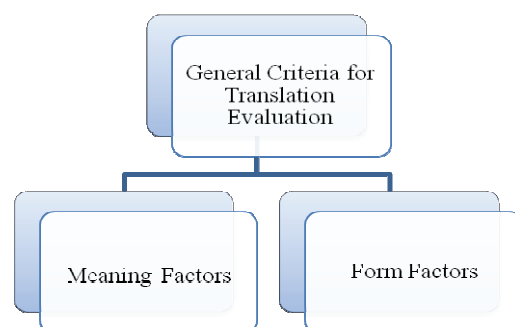 General Criteria for
Translation
Evaluation
Meaning Factors
Form Factors